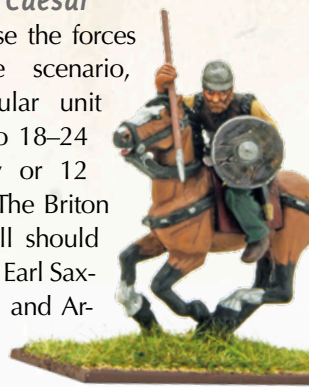 Caesar
se the forces
e scenario,
ular unit
o 18–24
or 12
The Briton
ll should
Earl Sax-
and Ar-